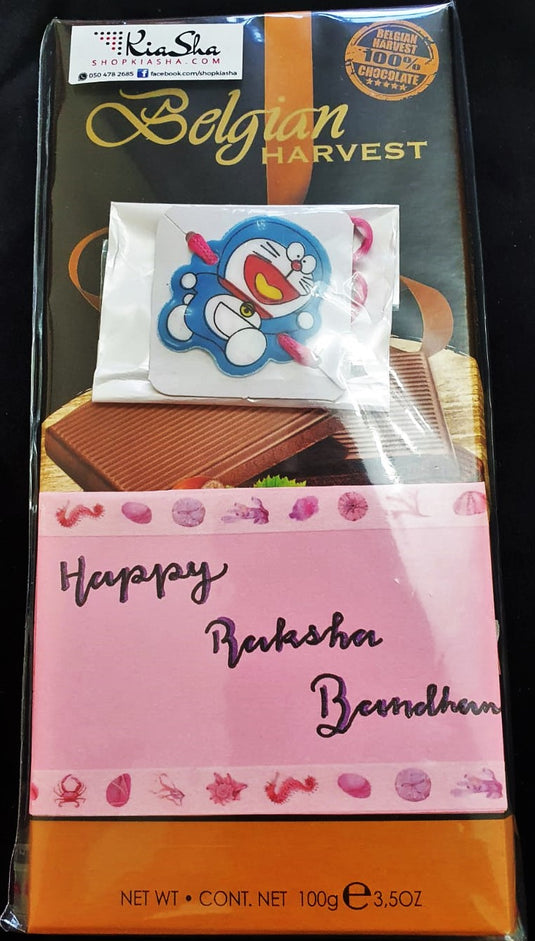 KiaSha
SHOPKIASHA.COM
050 478 2685 facebook.com/shopkiasha
BELGIAN
HARVEST
100%
CHOCOLATE
Belgian
HARVEST
Happy
Raksha
Bandhan
NET WT • CONT. NET 100g e 3,5OZ